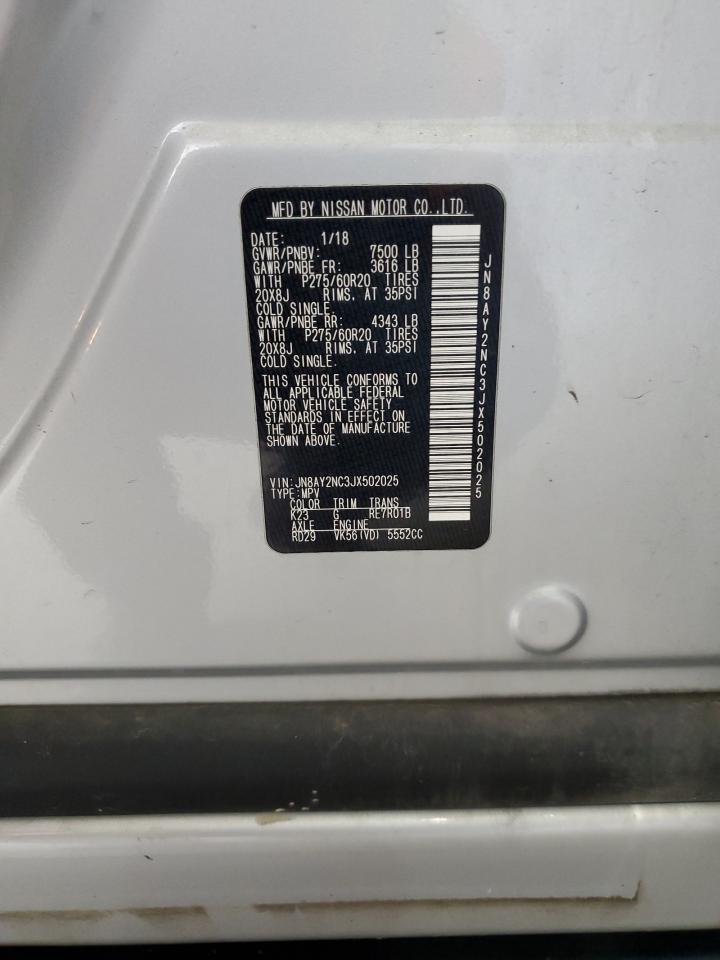 MFD BY NISSAN MOTOR CO.,LTD.
DATE: 1/18
GVWR/PNBV: 7500 LB
GAWR/PNBE FR: 3616 LB
WITH P275/60R20 TIRES
20X8J RIMS. AT 35PSI
COLD SINGLE.
GAWR/PNBE RR: 4343 LB
WITH P275/60R20 TIRES
20X8J RIMS. AT 35PSI
COLD SINGLE.
THIS VEHICLE CONFORMS TO
ALL APPLICABLE FEDERAL
MOTOR VEHICLE SAFETY
STANDARDS IN EFFECT ON
THE DATE OF MANUFACTURE
SHOWN ABOVE.
VIN: JN8AY2NC3JX502025
TYPE: MPV
COLOR TRIM TRANS
K23 G RE7R01B
AXLE ENGINE
RD29 VK56(VD) 5552CC
JN8AY2NC3JX502025